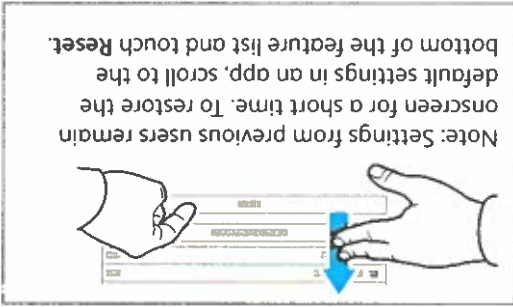 Note: Settings from previous users remain
onscreen for a short time. To restore the
default settings in an app, scroll to the
bottom of the feature list and touch Reset.